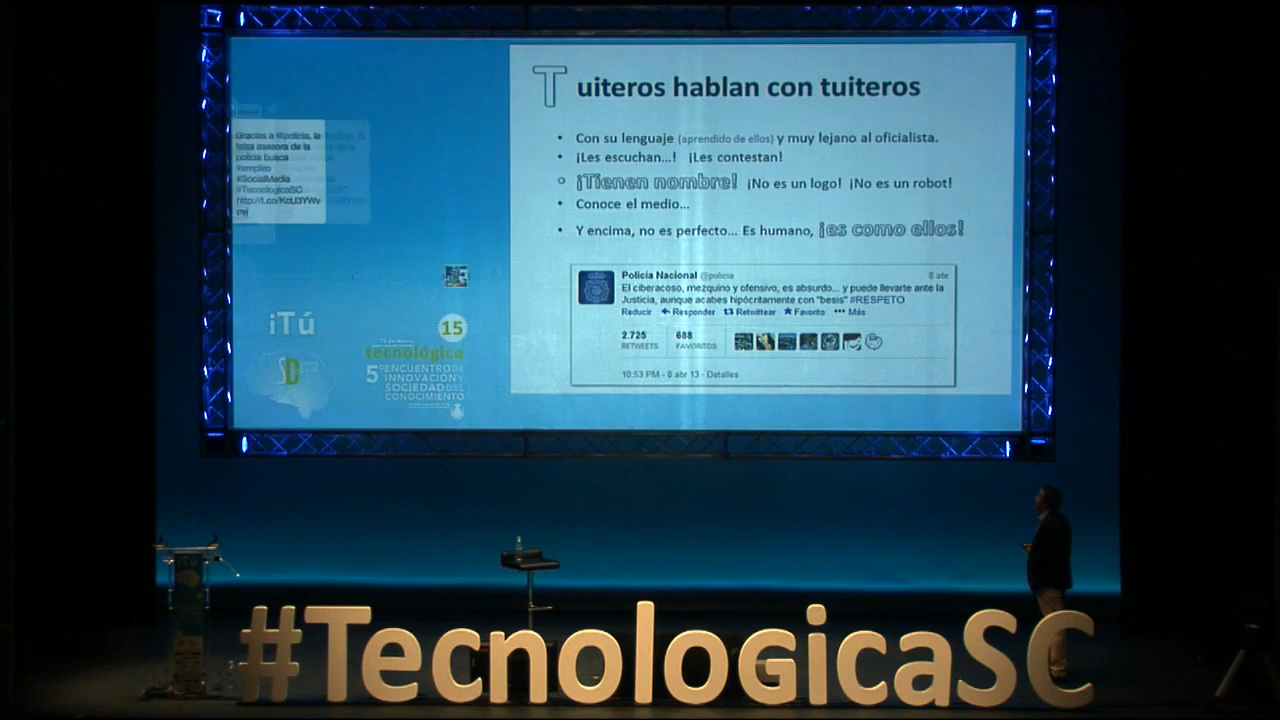 Tuiteros hablan con tuiteros
• Con su lenguaje (aprendido de ellos) y muy lejano al oficialista.
• ¡Les escuchan...! ¡Les contestan!
○ ¡Tienen nombre! ¡No es un logo! ¡No es un robot!
• Conoce el medio...
• Y encima, no es perfecto... Es humano, ¡es como ellos!
Policía Nacional @policia 8 abr
El ciberacoso, mezquino y ofensivo, es absurdo... y puede llevarte ante la
Justicia, aunque acabes hipócritamente con "besis" #RESPETO
Reducir Responder Retwittear Favorito ••• Más
2.725 688
RETWEETS FAVORITOS
10:53 PM - 8 abr 13 · Detalles
Gracias a @policia, la
falsa asesora de la
policia busca
#empleo
#SocialMedia
#TecnologicaSC
iTú
SD
15
tecnológica
5º ENCUENTRO DE
INNOVACIÓN Y
SOCIEDAD DEL
CONOCIMIENTO
#TecnologicaSC